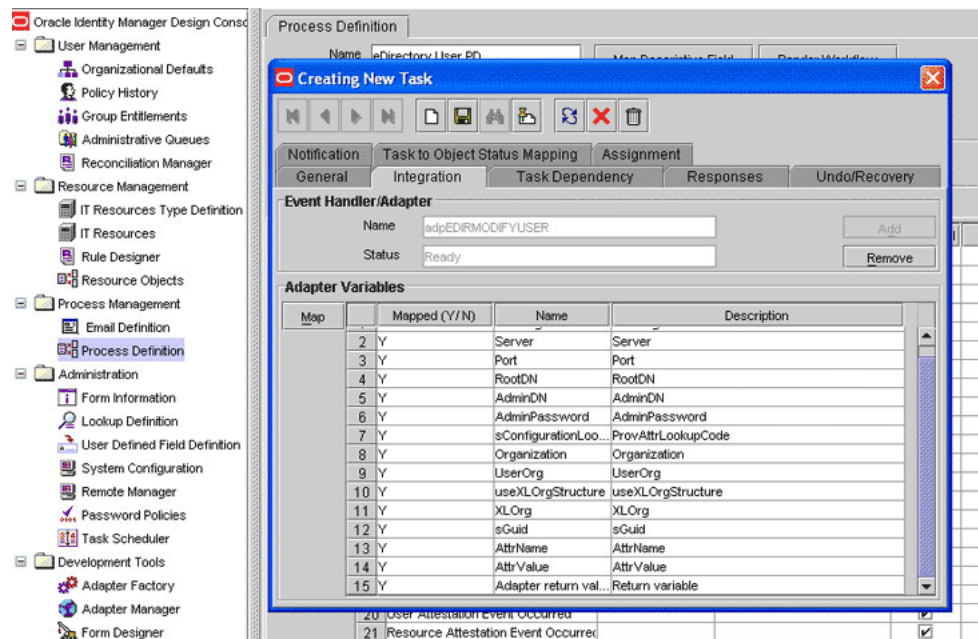 Oracle Identity Manager Design Conso
User Management
Organizational Defaults
Policy History
Group Entitlements
Administrative Queues
Reconciliation Manager
Resource Management
IT Resources Type Definition
IT Resources
Rule Designer
Resource Objects
Process Management
Email Definition
Process Definition
Administration
Form Information
Lookup Definition
User Defined Field Definition
System Configuration
Remote Manager
Password Policies
Task Scheduler
Development Tools
Adapter Factory
Adapter Manager
Form Designer
Process Definition
Name eDirectory User PD Map Descriptive Field Render Workflow
Creating New Task
Notification Task to Object Status Mapping Assignment
General Integration Task Dependency Responses Undo/Recovery
Event Handler/Adapter
Name adpEDIRMODIFYUSER Add
Status Ready Remove
Adapter Variables
Map Mapped (Y/N) Name Description
2 Y Server Server
3 Y Port Port
4 Y RootDN RootDN
5 Y AdminDN AdminDN
6 Y AdminPassword AdminPassword
7 Y sConfigurationLoo... ProvAttrLookupCode
8 Y Organization Organization
9 Y UserOrg UserOrg
10 Y useXLOrgStructure useXLOrgStructure
11 Y XLOrg XLOrg
12 Y sGuid sGuid
13 Y AttrName AttrName
14 Y AttrValue AttrValue
15 Y Adapter return val... Return variable
20 User Attestation Event Occurred
21 Resource Attestation Event Occurred